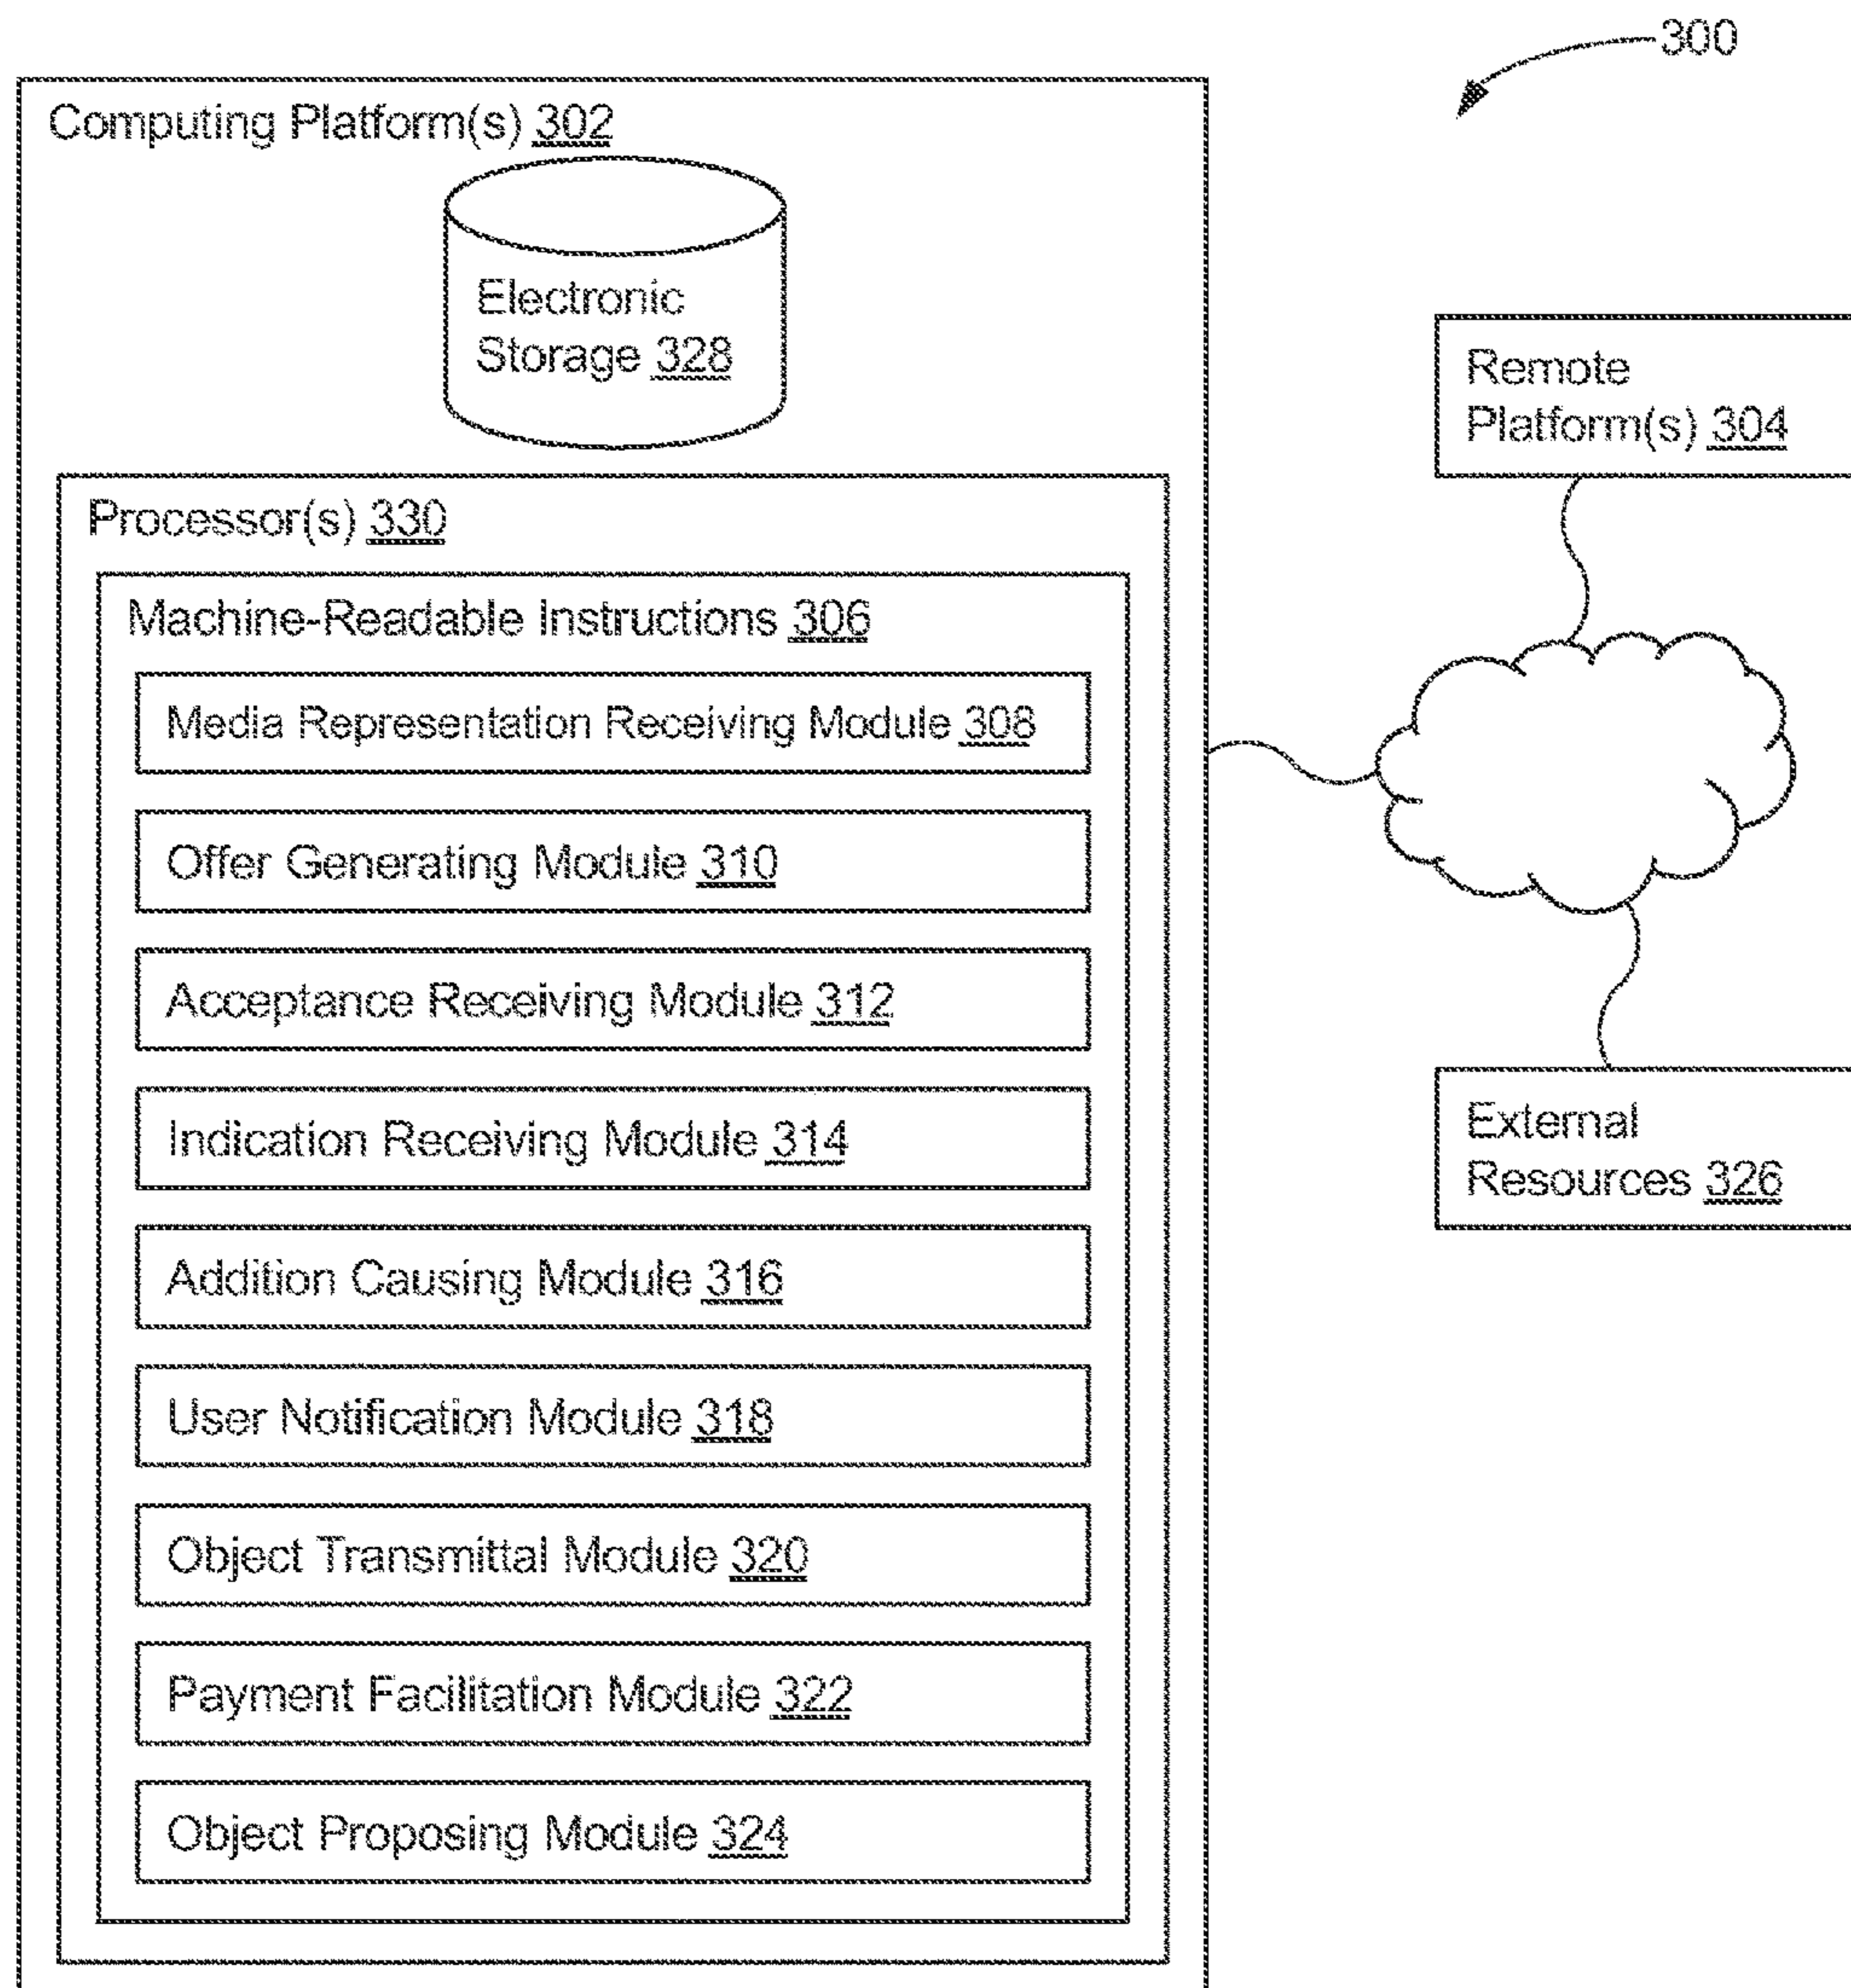 300
Computing Platform(s) 302
Electronic
Storage 328
Remote
Platform(s) 304
Processor(s) 330
Machine-Readable Instructions 306
Media Representation Receiving Module 308
Offer Generating Module 310
Acceptance Receiving Module 312
Indication Receiving Module 314
Addition Causing Module 316
User Notification Module 318
Object Transmittal Module 320
Payment Facilitation Module 322
Object Proposing Module 324
External
Resources 326